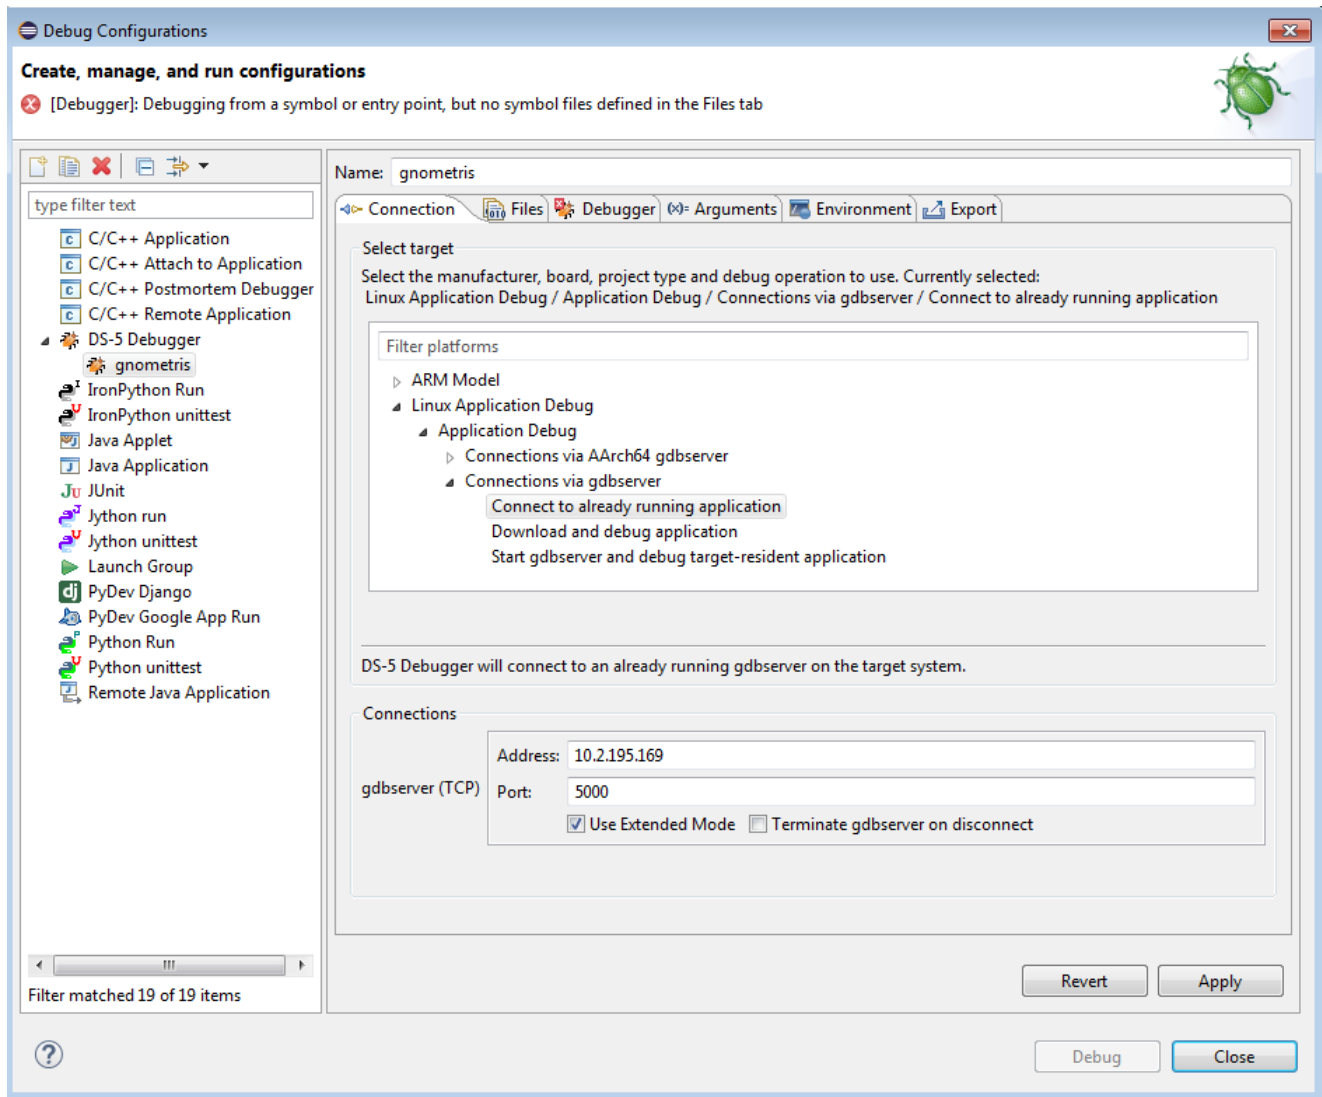 Debug Configurations
Create, manage, and run configurations
[Debugger]: Debugging from a symbol or entry point, but no symbol files defined in the Files tab
type filter text
C/C++ Application
C/C++ Attach to Application
C/C++ Postmortem Debugger
C/C++ Remote Application
DS-5 Debugger
gnometris
IronPython Run
IronPython unittest
Java Applet
Java Application
JUnit
Jython run
Jython unittest
Launch Group
PyDev Django
PyDev Google App Run
Python Run
Python unittest
Remote Java Application
Filter matched 19 of 19 items
Name: gnometris
Connection Files Debugger (x)= Arguments Environment Export
Select target
Select the manufacturer, board, project type and debug operation to use. Currently selected:
Linux Application Debug / Application Debug / Connections via gdbserver / Connect to already running application
Filter platforms
ARM Model
Linux Application Debug
Application Debug
Connections via AArch64 gdbserver
Connections via gdbserver
Connect to already running application
Download and debug application
Start gdbserver and debug target-resident application
DS-5 Debugger will connect to an already running gdbserver on the target system.
Connections
gdbserver (TCP)
Address: 10.2.195.169
Port: 5000
Use Extended Mode Terminate gdbserver on disconnect
Revert Apply
Debug Close